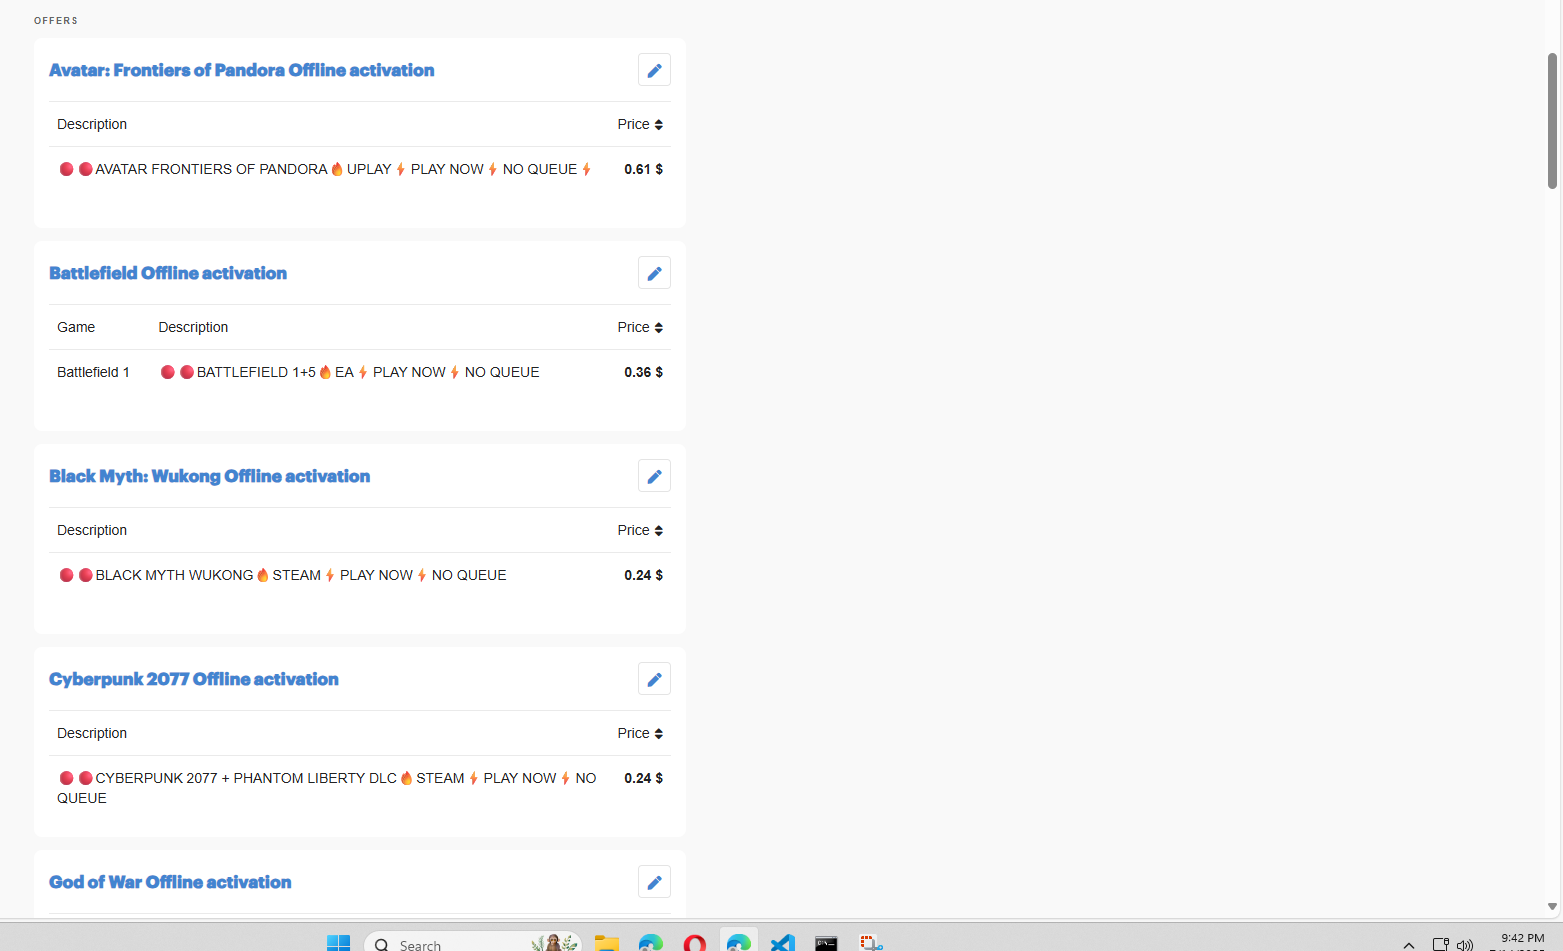 OFFERS
Avatar: Frontiers of Pandora Offline activation
Description Price
🔴 🔴AVATAR FRONTIERS OF PANDORA🔥UPLAY⚡PLAY NOW⚡NO QUEUE⚡ 0.61 $
Battlefield Offline activation
Game Description Price
Battlefield 1 🔴 🔴BATTLEFIELD 1+5🔥EA⚡PLAY NOW⚡NO QUEUE 0.36 $
Black Myth: Wukong Offline activation
Description Price
🔴 🔴BLACK MYTH WUKONG🔥STEAM⚡PLAY NOW⚡NO QUEUE 0.24 $
Cyberpunk 2077 Offline activation
Description Price
🔴 🔴CYBERPUNK 2077 + PHANTOM LIBERTY DLC🔥STEAM⚡PLAY NOW⚡NO 0.24 $
QUEUE
God of War Offline activation
Search
9:42 PM